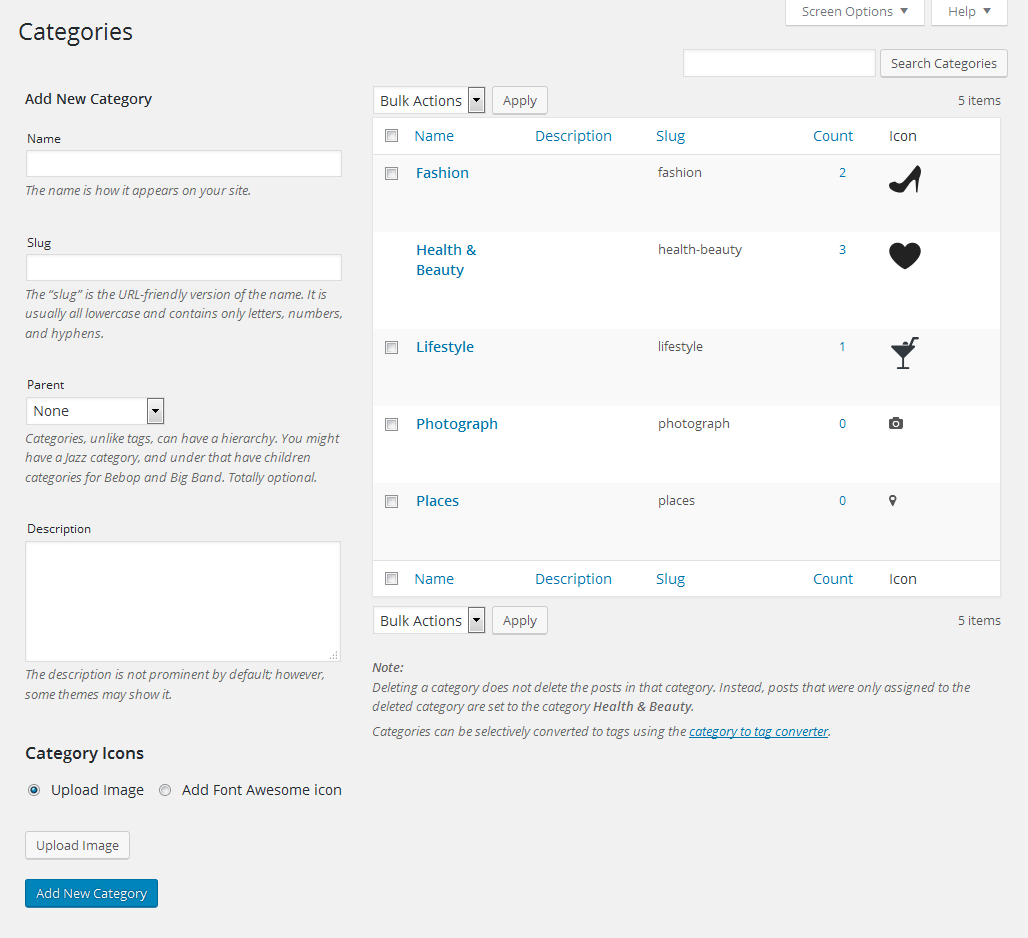 Screen Options
Help
Categories
Search Categories
Add New Category
Name
The name is how it appears on your site.
Slug
The “slug” is the URL-friendly version of the name. It is
usually all lowercase and contains only letters, numbers,
and hyphens.
Parent
None
Categories, unlike tags, can have a hierarchy. You might
have a Jazz category, and under that have children
categories for Bebop and Big Band. Totally optional.
Description
The description is not prominent by default; however,
some themes may show it.
Category Icons
Upload Image Add Font Awesome icon
Upload Image
Add New Category
Bulk Actions Apply 5 items
Name Description Slug Count Icon
Fashion fashion 2
Health & health-beauty 3
Beauty
Lifestyle lifestyle 1
Photograph photograph 0
Places places 0
Name Description Slug Count Icon
Bulk Actions Apply 5 items
Note:
Deleting a category does not delete the posts in that category. Instead, posts that were only assigned to the
deleted category are set to the category Health & Beauty.
Categories can be selectively converted to tags using the category to tag converter.